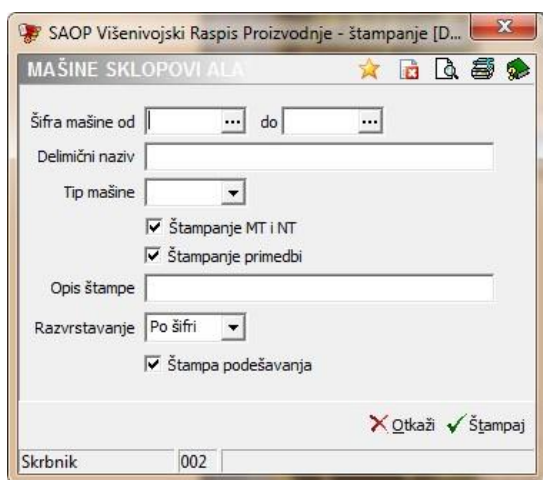 SAOP Višenivojski Raspis Proizvodnje - štampanje [D...
MAŠINE SKLOPOVI ALAT
Šifra mašine od ... do ...
Delimični naziv
Tip mašine
Štampanje MT i NT
Štampanje primedbi
Opis štampe
Razvrstavanje Po šifri
Štampa podešavanja
Otkaži Štampaj
Skrbnik 002